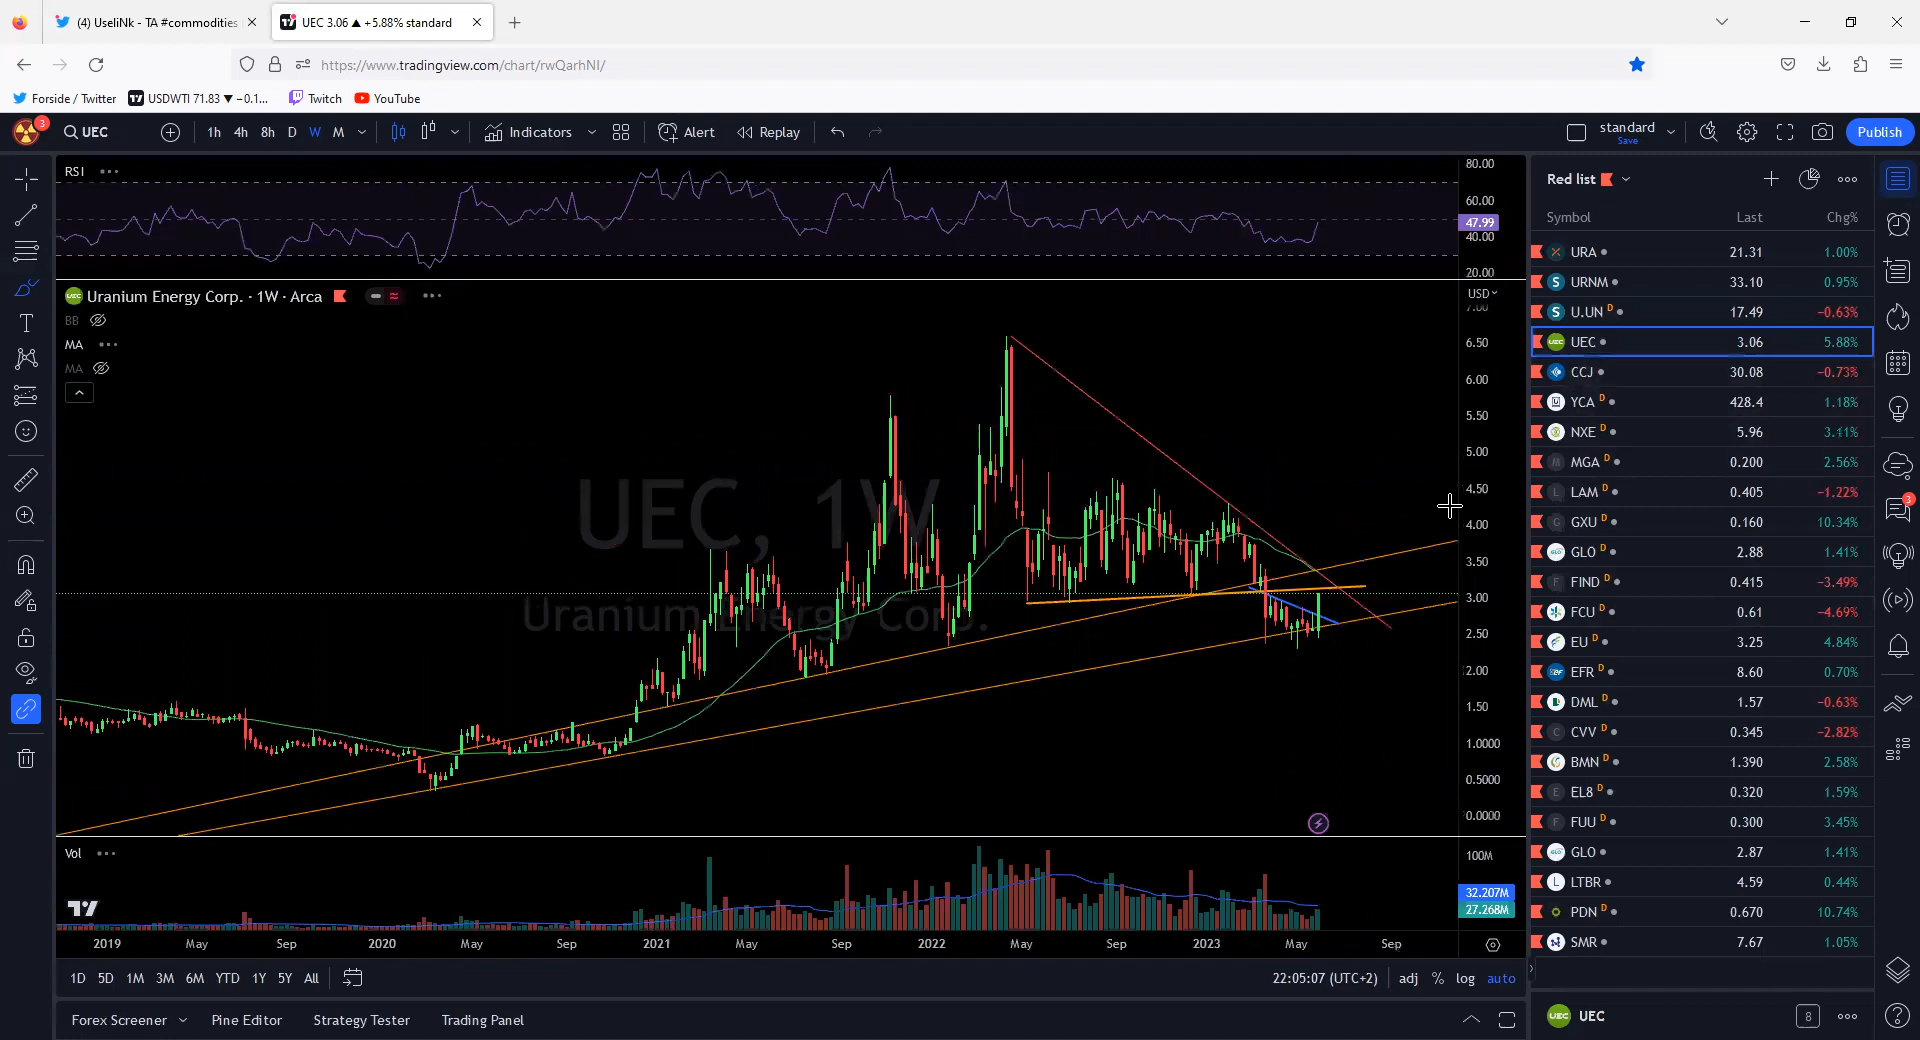 (4) UseliNk - TA #commodities
UEC 3.06 ▲ +5.88% standard
https://www.tradingview.com/chart/rwQarhNI/
Forside / Twitter
USDWTI 71.83 ▼ −0.1...
Twitch
YouTube
3
UEC
1h 4h 8h D W M
Indicators
Alert
Replay
standard
Save
Publish
RSI
80.00
60.00
47.99
40.00
20.00
Uranium Energy Corp. · 1W · Arca
BB
MA
MA
UEC, 1W
Uranium Energy Corp.
USD
7.00
6.50
6.00
5.50
5.00
4.50
4.00
3.50
3.00
2.50
2.00
1.50
1.0000
0.5000
0.0000
Vol
100M
32.207M
27.268M
2019 May Sep 2020 May Sep 2021 May Sep 2022 May Sep 2023 May Sep
1D 5D 1M 3M 6M YTD 1Y 5Y All
22:05:07 (UTC+2) adj % log auto
Forex Screener Pine Editor Strategy Tester Trading Panel
Red list
Symbol Last Chg%
URA 21.31 1.00%
URNM 33.10 0.95%
U.UN D 17.49 −0.63%
UEC 3.06 5.88%
CCJ 30.08 −0.73%
YCA D 428.4 1.18%
NXE D 5.96 3.11%
MGA D 0.200 2.56%
LAM D 0.405 −1.22%
GXU D 0.160 10.34%
GLO D 2.88 1.41%
FIND D 0.415 −3.49%
FCU D 0.61 −4.69%
EU D 3.25 4.84%
EFR D 8.60 0.70%
DML D 1.57 −0.63%
CVV D 0.345 −2.82%
BMN D 1.390 2.58%
EL8 D 0.320 1.59%
FUU D 0.300 3.45%
GLO 2.87 1.41%
LTBR 4.59 0.44%
PDN D 0.670 10.74%
SMR 7.67 1.05%
UEC
8
3